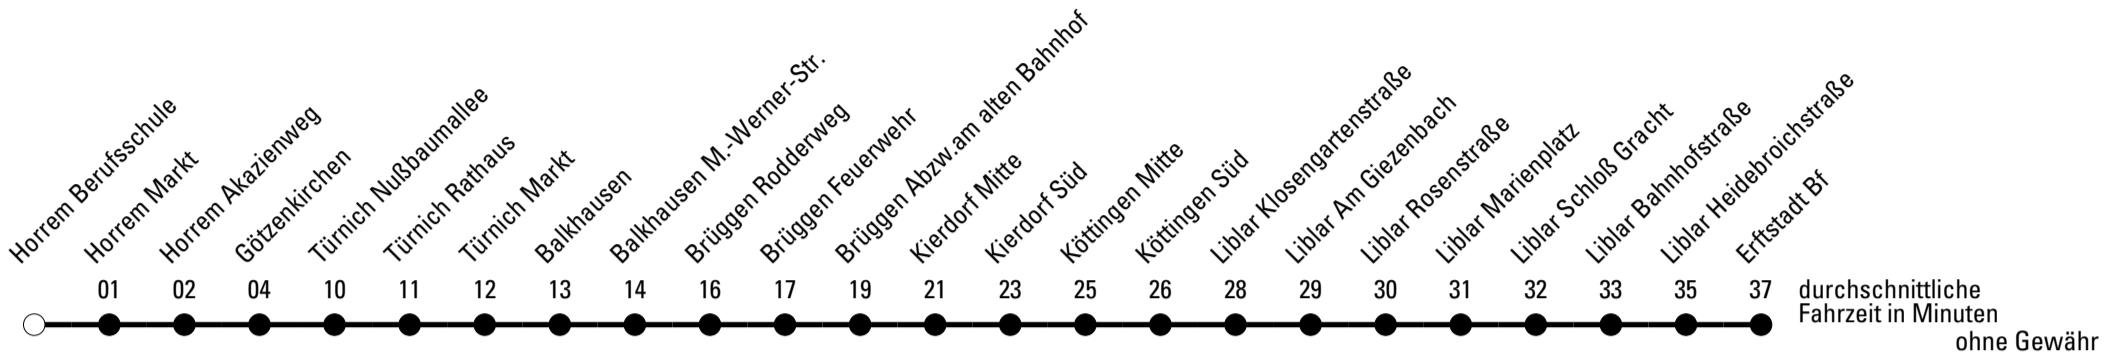 Horrem Berufsschule
Horrem Markt
Horrem Akazienweg
Götzenkirchen
Türnich Nußbaumallee
Türnich Rathaus
Türnich Markt
Balkhausen
Balkhausen M.-Werner-Str.
Brüggen Rodderweg
Brüggen Feuerwehr
Brüggen Abzw.am alten Bahnhof
Kierdorf Mitte
Kierdorf Süd
Köttingen Mitte
Köttingen Süd
Liblar Klosengartenstraße
Liblar Am Giezenbach
Liblar Rosenstraße
Liblar Marienplatz
Liblar Schloß Gracht
Liblar Bahnhofstraße
Liblar Heidebroichstraße
Erftstadt Bf
01 02 04 10 11 12 13 14 16 17 19 21 23 25 26 28 29 30 31 32 33 35 37
durchschnittliche
Fahrzeit in Minuten
ohne Gewähr